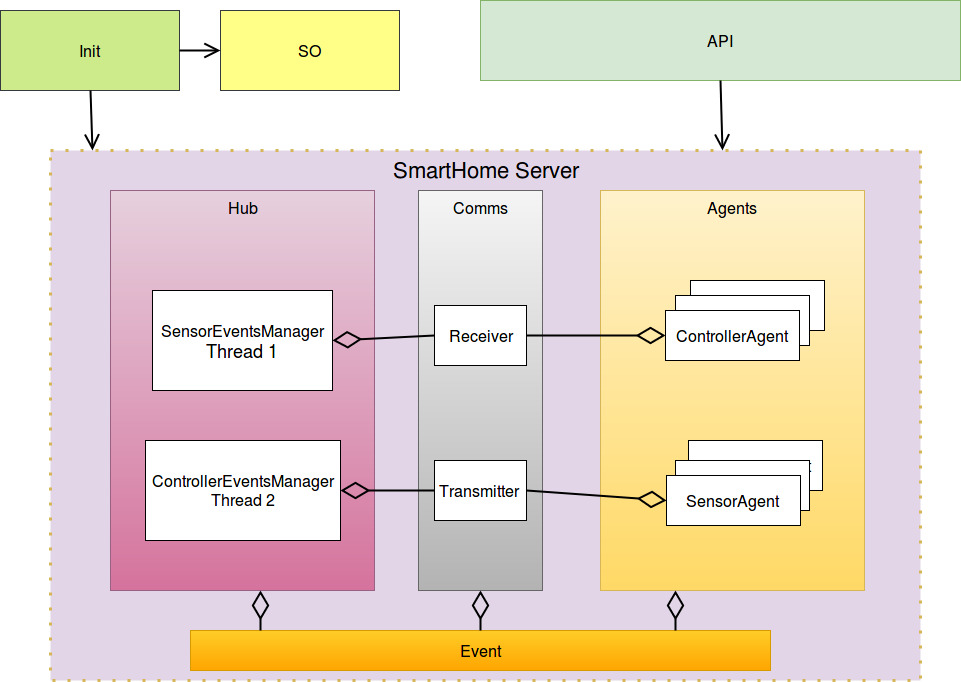 Init
SO
API
SmartHome Server
Hub
Comms
Agents
SensorEventsManager
Thread 1
Receiver
ControllerAgent
ControllerEventsManager
Thread 2
Transmitter
SensorAgent
Event